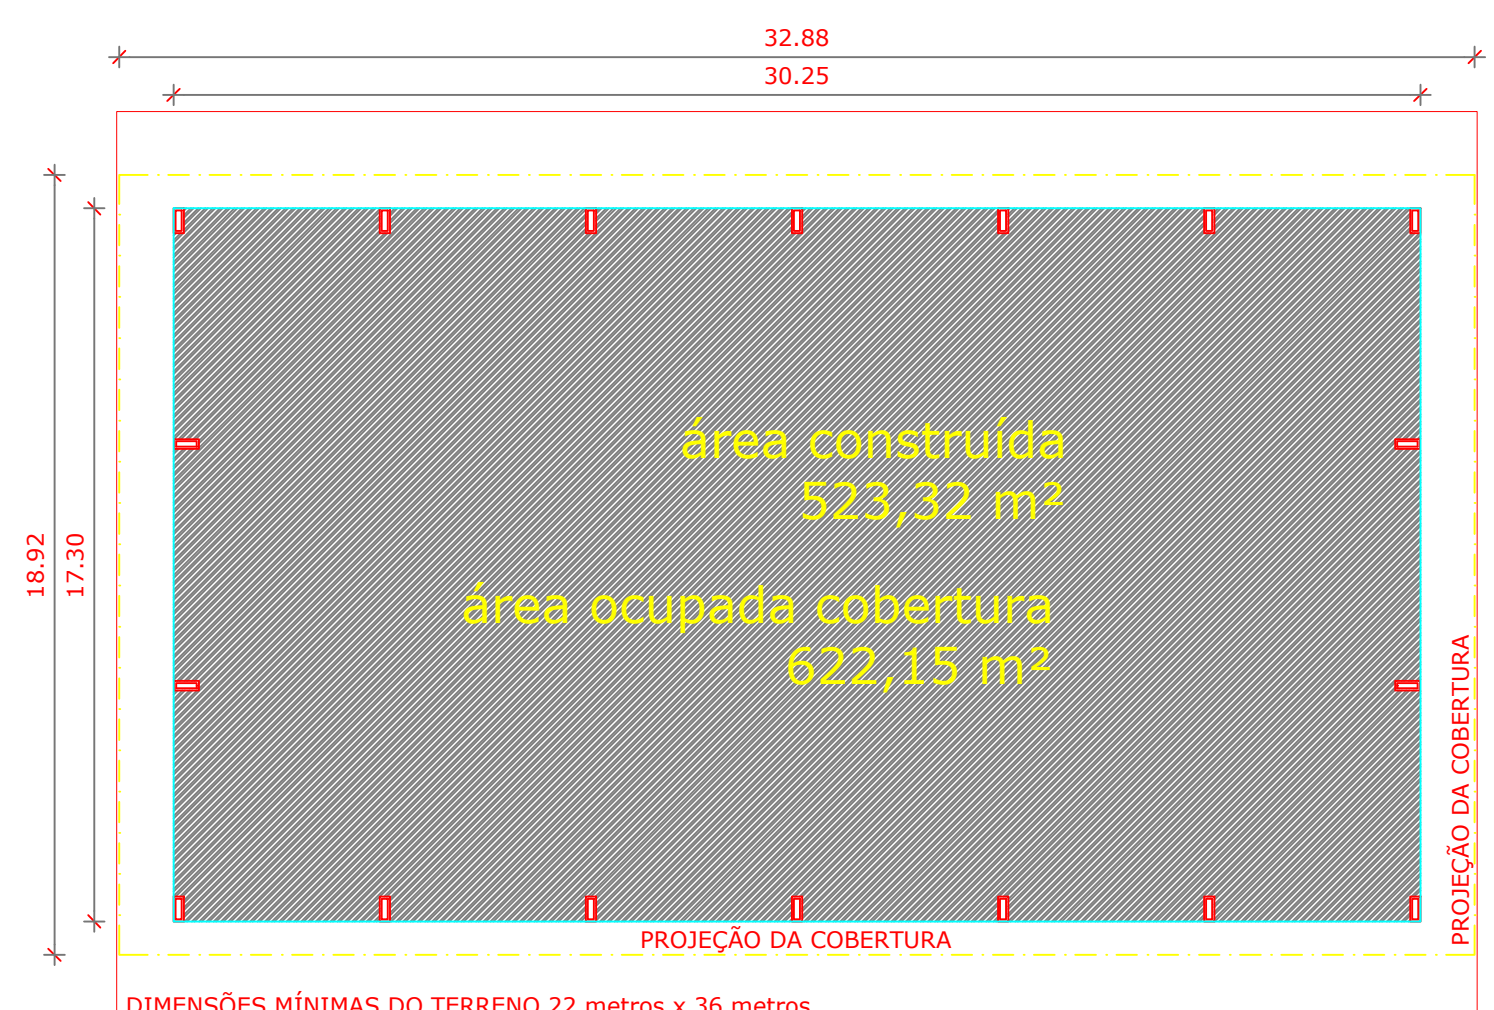 32.88
30.25
18.92
17.30
área construída
523,32 m²
área ocupada cobertura
622,15 m²
PROJEÇÃO DA COBERTURA
PROJEÇÃO DA COBERTURA
DIMENSÕES MÍNIMAS DO TERRENO 22 metros x 36 metros